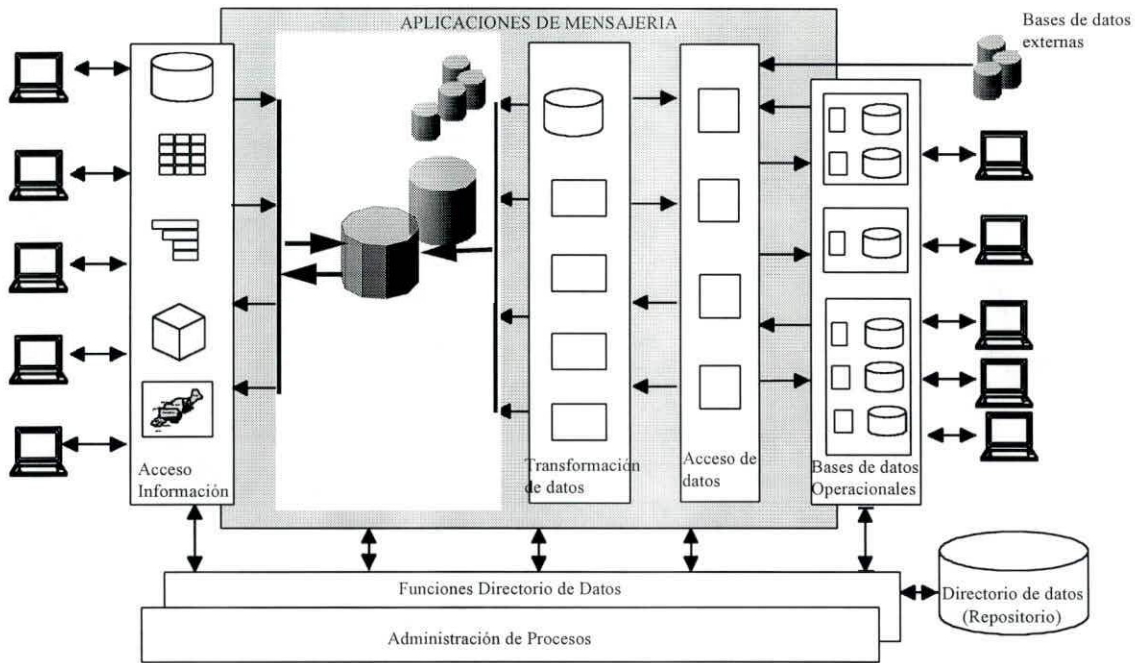 APLICACIONES DE MENSAJERIA
Bases de datos
externas
Acceso
Información
Transformación
de datos
Acceso de
datos
Bases de datos
Operacionales
Funciones Directorio de Datos
Administración de Procesos
Directorio de datos
(Repositorio)